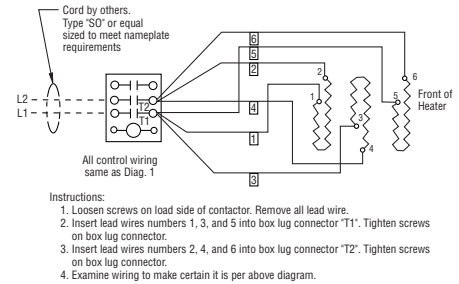 Cord by others.
Type "SO" or equal
sized to meet nameplate
requirements
6
5
2
2
6
L2
T2
4
1
5
Front of
Heater
L1
T1
3
1
4
All control wiring
same as Diag. 1
3
Instructions:
1. Loosen screws on load side of contactor. Remove all lead wire.
2. Insert lead wires numbers 1, 3, and 5 into box lug connector "T1". Tighten screws
on box lug connector.
3. Insert lead wires numbers 2, 4, and 6 into box lug connector "T2". Tighten screws
on box lug connector.
4. Examine wiring to make certain it is per above diagram.